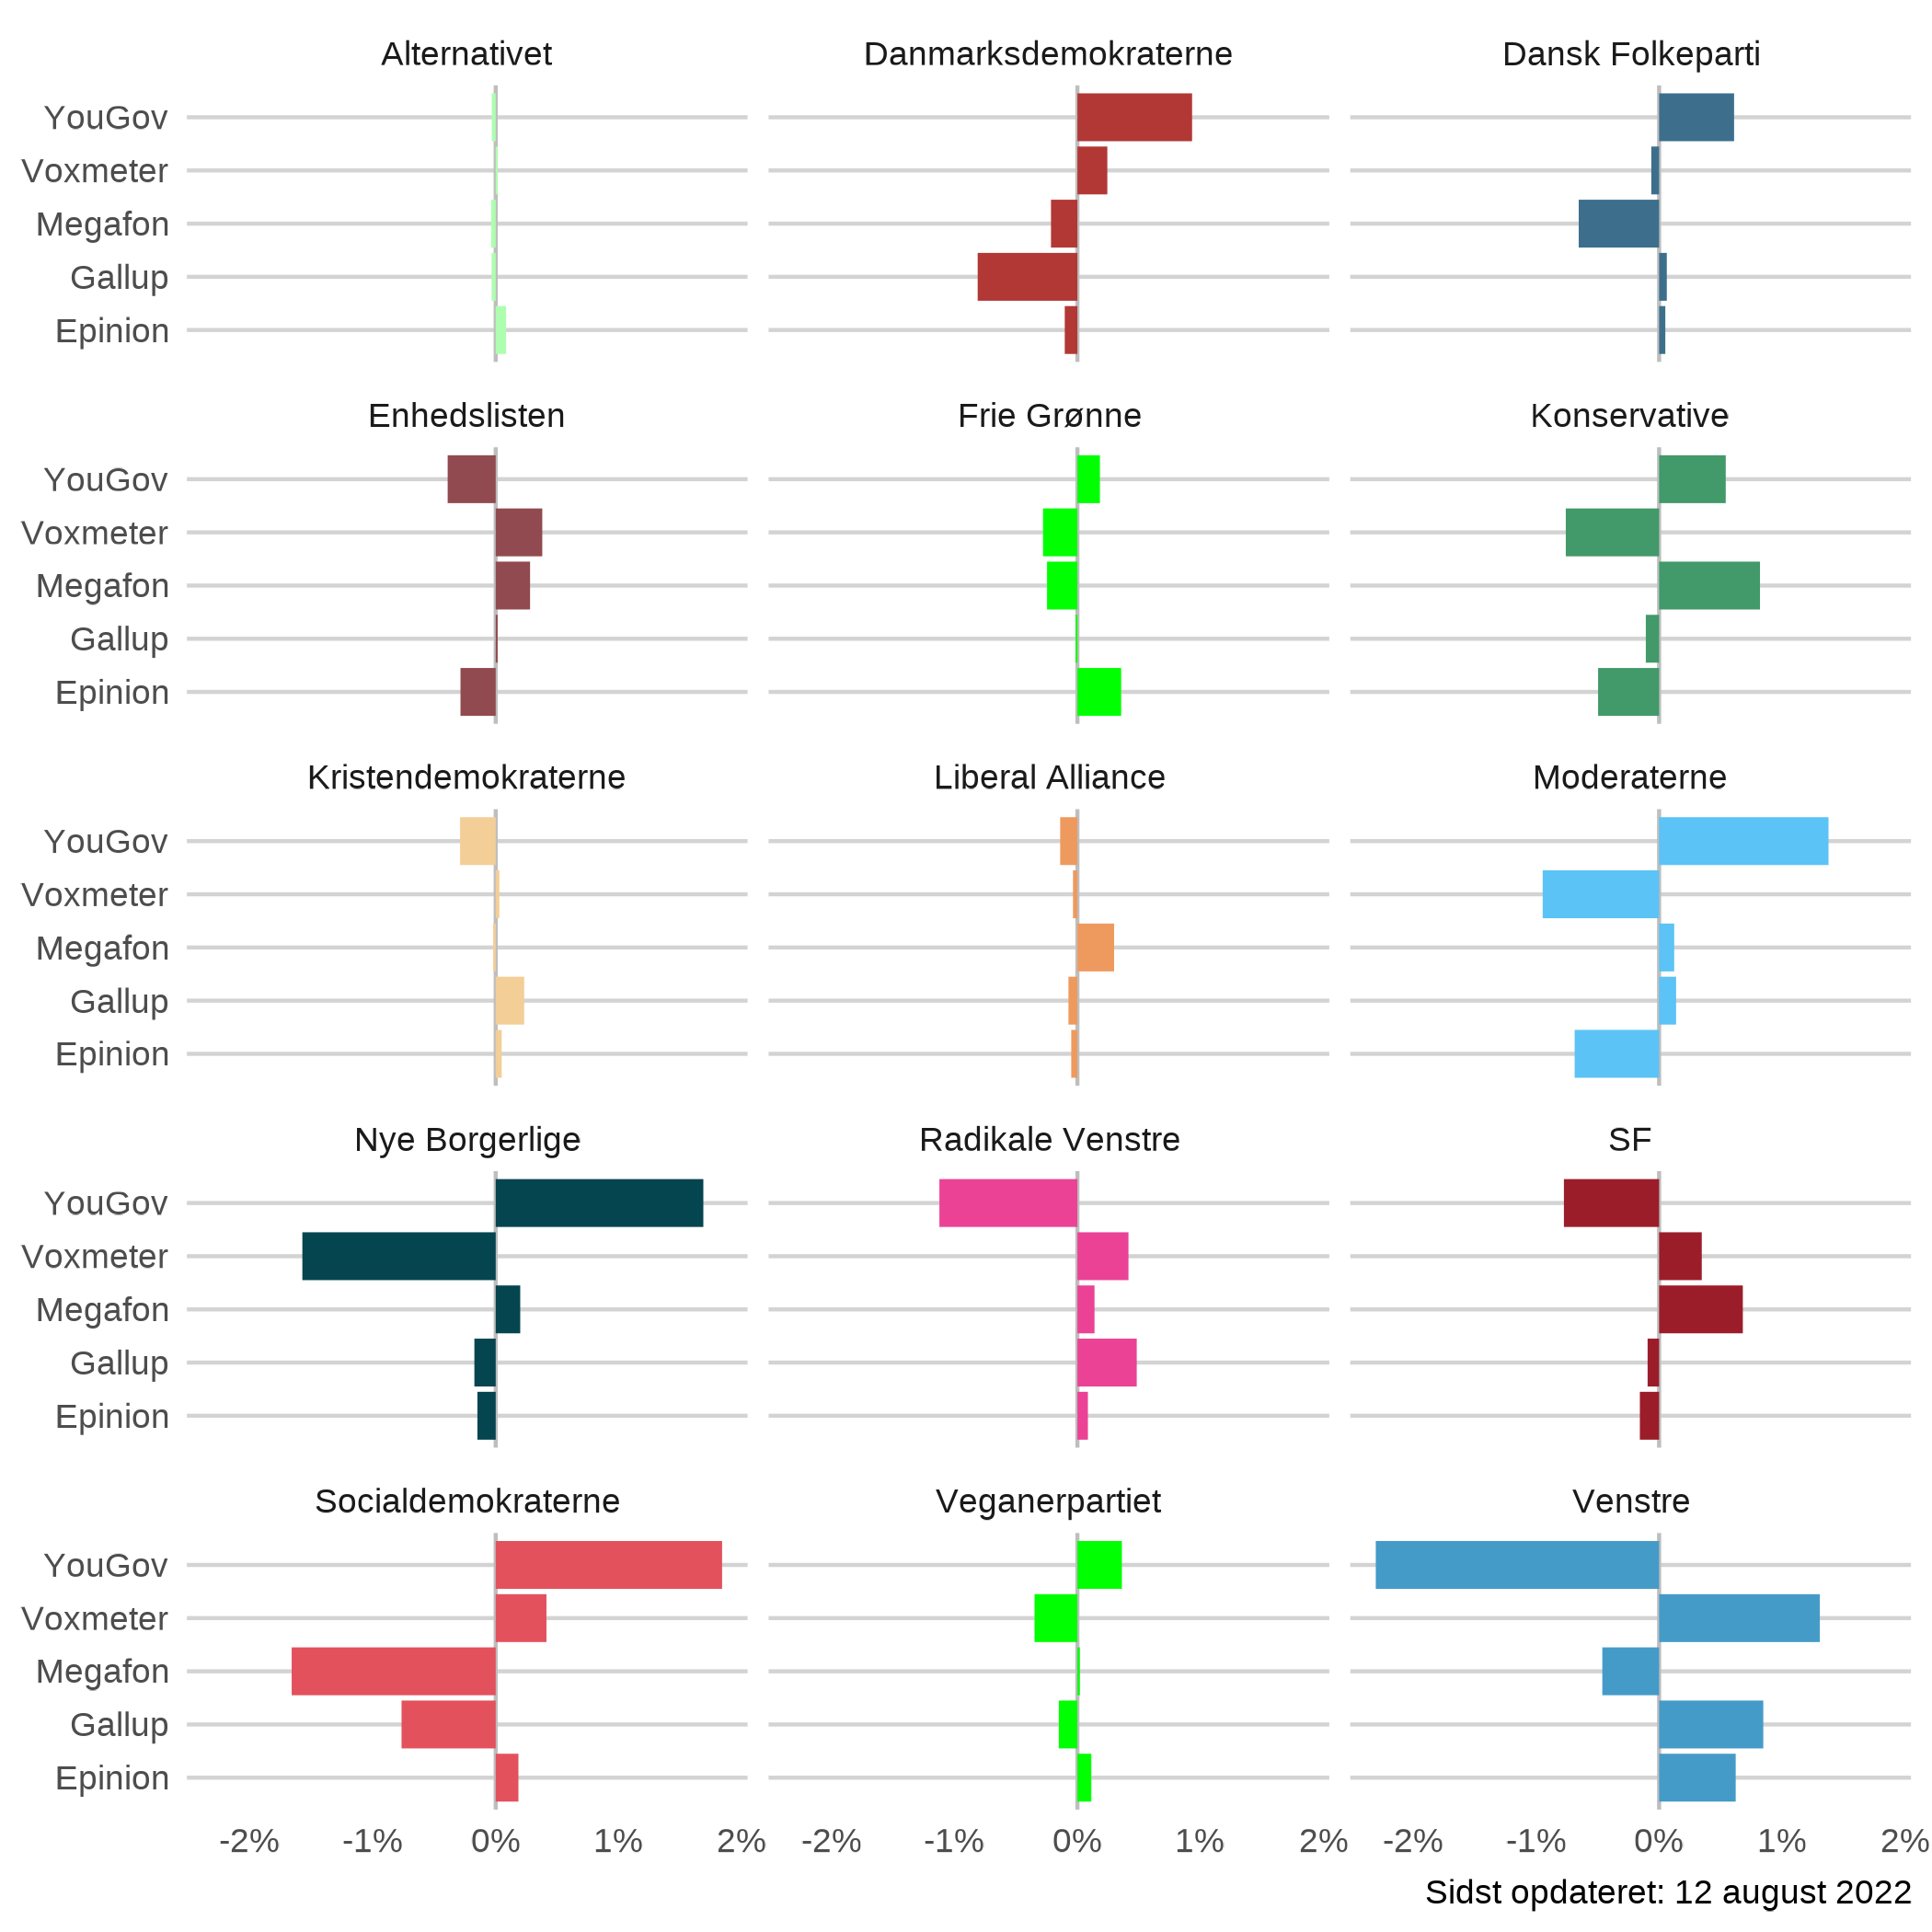 Alternativet Danmarksdemokraterne Dansk Folkeparti
YouGov
Voxmeter
Megafon
Gallup
Epinion
Enhedslisten Frie Grønne Konservative
YouGov
Voxmeter
Megafon
Gallup
Epinion
Kristendemokraterne Liberal Alliance Moderaterne
YouGov
Voxmeter
Megafon
Gallup
Epinion
Nye Borgerlige Radikale Venstre SF
YouGov
Voxmeter
Megafon
Gallup
Epinion
Socialdemokraterne Veganerpartiet Venstre
YouGov
Voxmeter
Megafon
Gallup
Epinion
-2% -1% 0% 1% 2% -2% -1% 0% 1% 2% -2% -1% 0% 1% 2%
Sidst opdateret: 12 august 2022